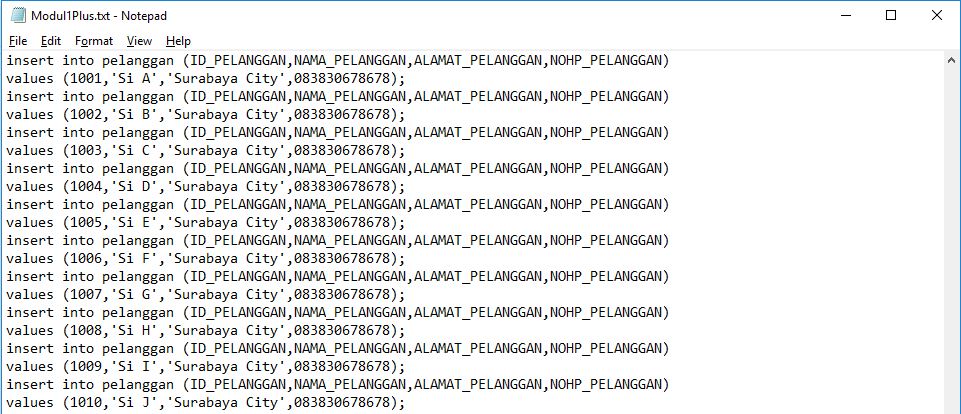 Modul1Plus.txt - Notepad
File Edit Format View Help
insert into pelanggan (ID_PELANGGAN,NAMA_PELANGGAN,ALAMAT_PELANGGAN,NOHP_PELANGGAN)
values (1001,'Si A','Surabaya City',083830678678);
insert into pelanggan (ID_PELANGGAN,NAMA_PELANGGAN,ALAMAT_PELANGGAN,NOHP_PELANGGAN)
values (1002,'Si B','Surabaya City',083830678678);
insert into pelanggan (ID_PELANGGAN,NAMA_PELANGGAN,ALAMAT_PELANGGAN,NOHP_PELANGGAN)
values (1003,'Si C','Surabaya City',083830678678);
insert into pelanggan (ID_PELANGGAN,NAMA_PELANGGAN,ALAMAT_PELANGGAN,NOHP_PELANGGAN)
values (1004,'Si D','Surabaya City',083830678678);
insert into pelanggan (ID_PELANGGAN,NAMA_PELANGGAN,ALAMAT_PELANGGAN,NOHP_PELANGGAN)
values (1005,'Si E','Surabaya City',083830678678);
insert into pelanggan (ID_PELANGGAN,NAMA_PELANGGAN,ALAMAT_PELANGGAN,NOHP_PELANGGAN)
values (1006,'Si F','Surabaya City',083830678678);
insert into pelanggan (ID_PELANGGAN,NAMA_PELANGGAN,ALAMAT_PELANGGAN,NOHP_PELANGGAN)
values (1007,'Si G','Surabaya City',083830678678);
insert into pelanggan (ID_PELANGGAN,NAMA_PELANGGAN,ALAMAT_PELANGGAN,NOHP_PELANGGAN)
values (1008,'Si H','Surabaya City',083830678678);
insert into pelanggan (ID_PELANGGAN,NAMA_PELANGGAN,ALAMAT_PELANGGAN,NOHP_PELANGGAN)
values (1009,'Si I','Surabaya City',083830678678);
insert into pelanggan (ID_PELANGGAN,NAMA_PELANGGAN,ALAMAT_PELANGGAN,NOHP_PELANGGAN)
values (1010,'Si J','Surabaya City',083830678678);